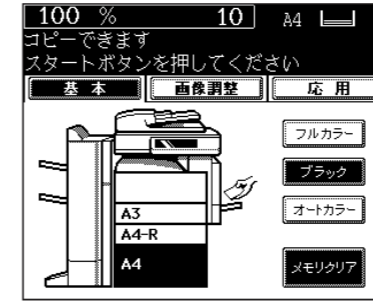 100 % 10 A4
コピーできます
スタートボタンを押してください
基本 画像調整 応用
フルカラー
ブラック
A3 オートカラー
A4-R
A4 メモリクリア